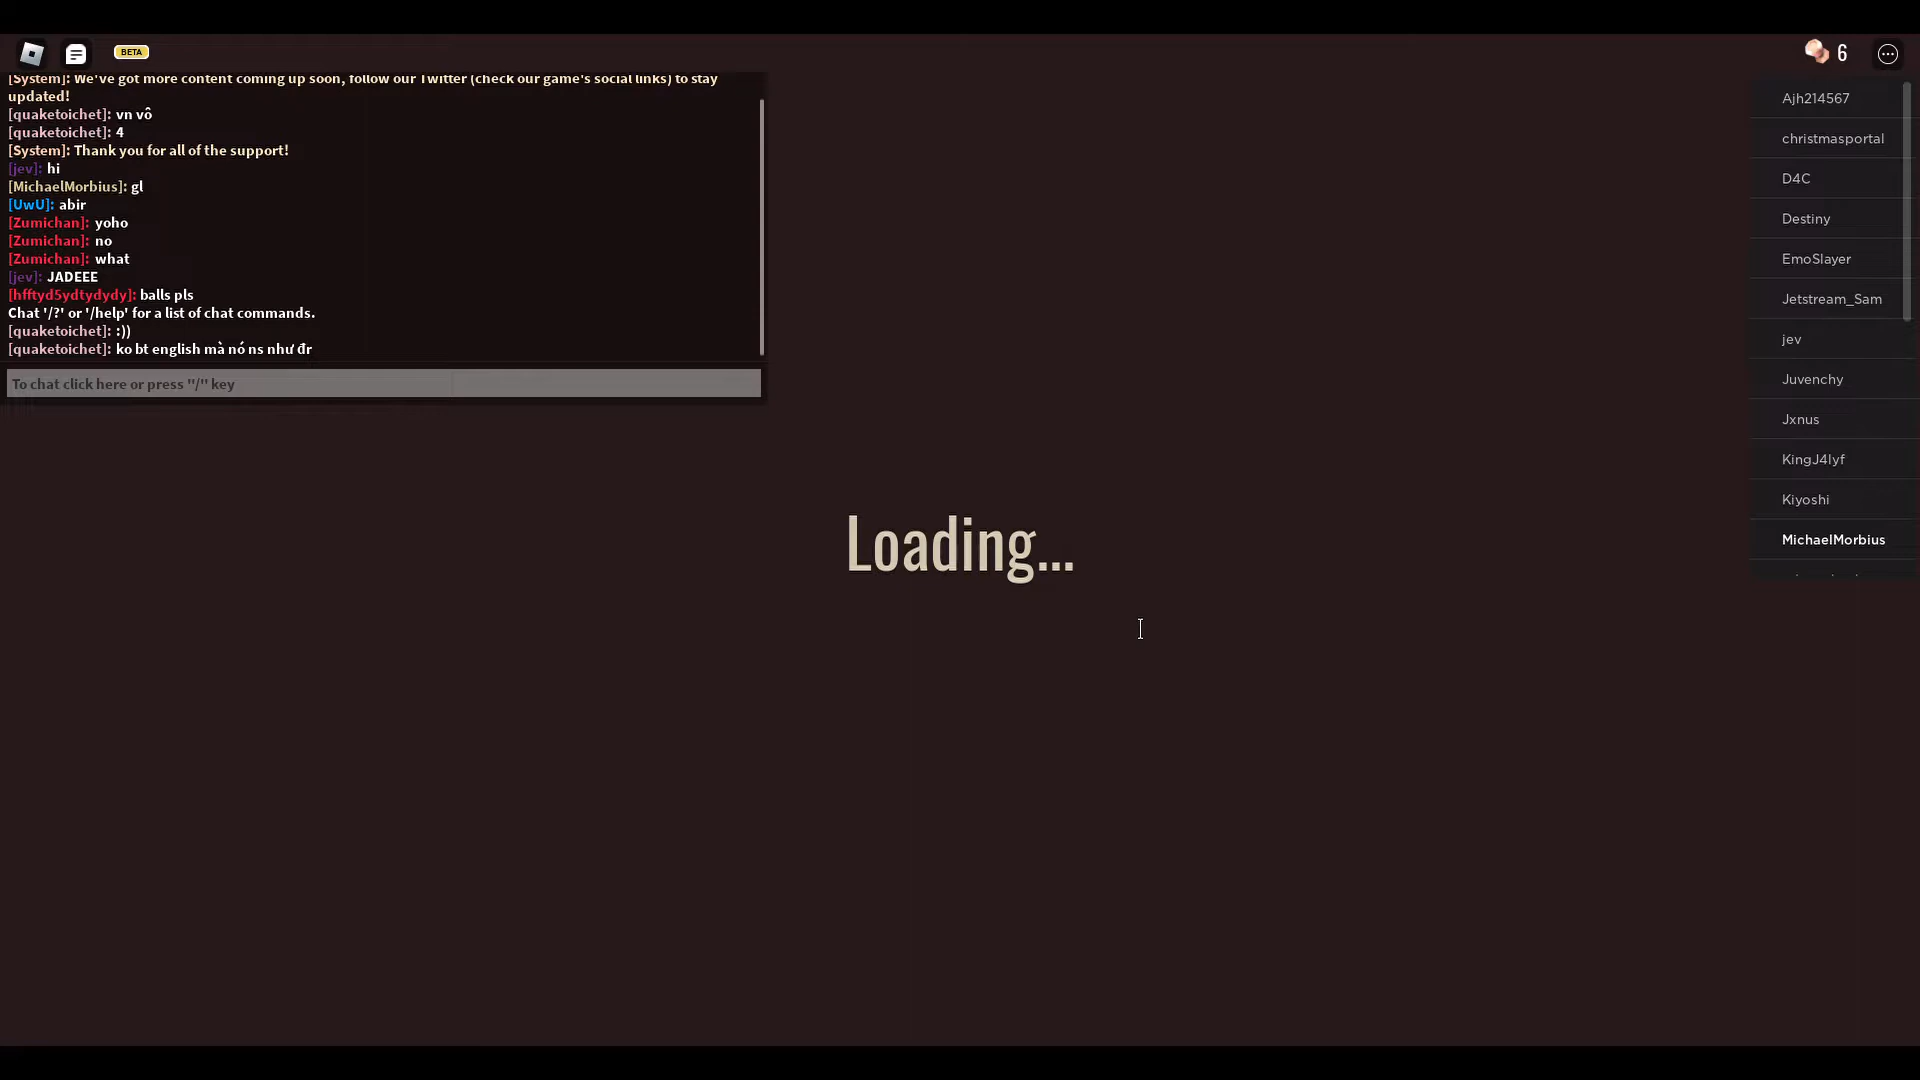 BETA
6
[System]: We've got more content coming up soon, follow our Twitter (check our game's social links) to stay
updated!
[quaketoichet]: vn vô
[quaketoichet]: 4
[System]: Thank you for all of the support!
[jev]: hi
[MichaelMorbius]: gl
[UwU]: abir
[Zumichan]: yoho
[Zumichan]: no
[Zumichan]: what
[jev]: JADEEE
[hfftyd5ydtydydy]: balls pls
Chat '/?' or '/help' for a list of chat commands.
[quaketoichet]: :))
[quaketoichet]: ko bt english mà nó ns như đr
To chat click here or press "/" key
Ajh214567
christmasportal
D4C
Destiny
EmoSlayer
Jetstream_Sam
jev
Juvenchy
Jxnus
KingJ4lyf
Kiyoshi
MichaelMorbius
Loading...